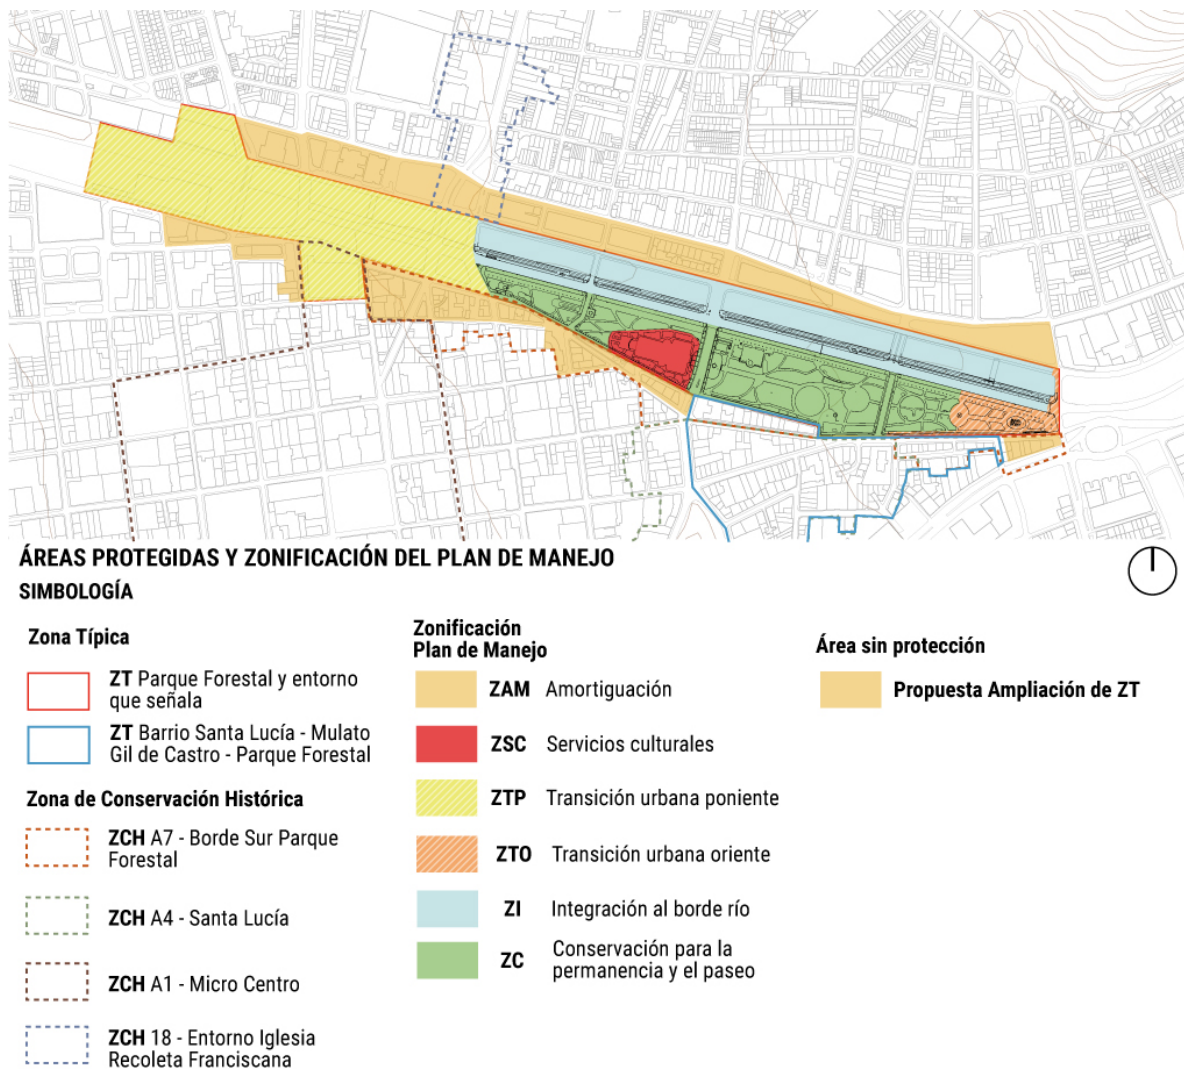 ÁREAS PROTEGIDAS Y ZONIFICACIÓN DEL PLAN DE MANEJO
SIMBOLOGÍA
Zona Típica
ZT Parque Forestal y entorno
que señala
ZT Barrio Santa Lucía - Mulato
Gil de Castro - Parque Forestal
Zona de Conservación Histórica
ZCH A7 - Borde Sur Parque
Forestal
ZCH A4 - Santa Lucía
ZCH A1 - Micro Centro
ZCH 18 - Entorno Iglesia
Recoleta Franciscana
Zonificación
Plan de Manejo
ZAM Amortiguación
ZSC Servicios culturales
ZTP Transición urbana poniente
ZTO Transición urbana oriente
ZI Integración al borde río
ZC Conservación para la
permanencia y el paseo
Área sin protección
Propuesta Ampliación de ZT